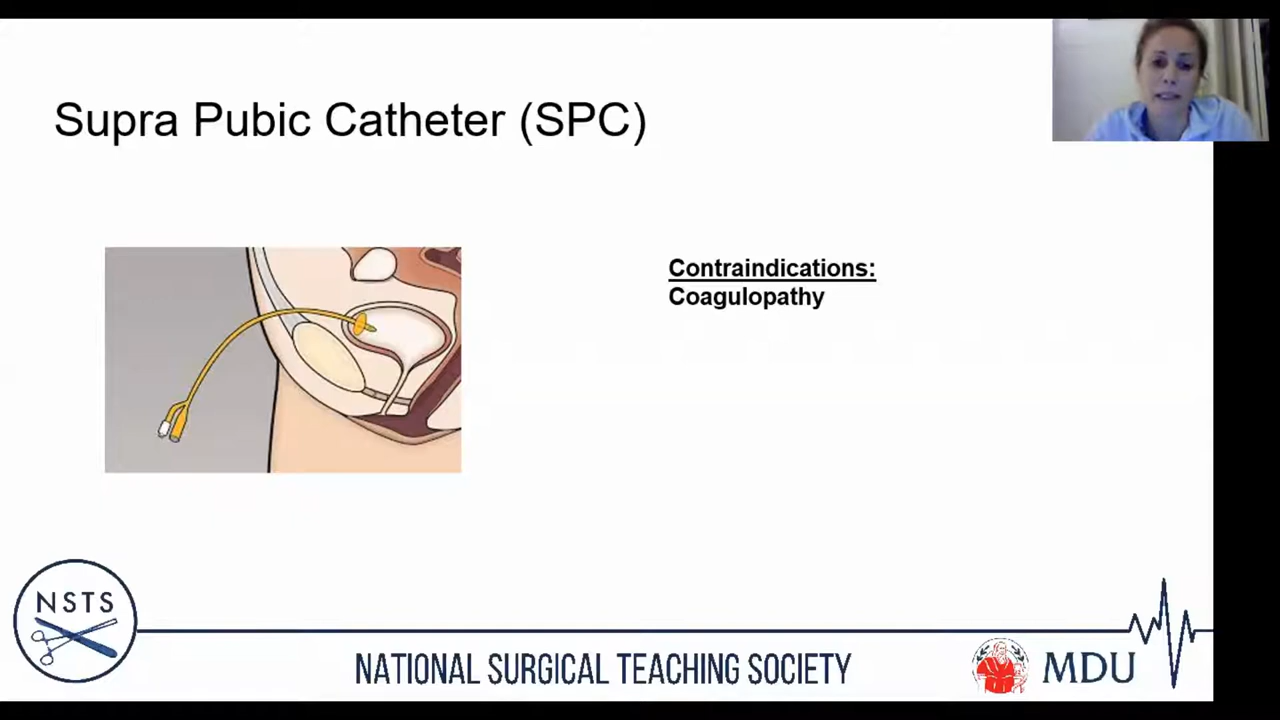 Supra Pubic Catheter (SPC)
Contraindications:
Coagulopathy
NSTS
NATIONAL SURGICAL TEACHING SOCIETY
MDU